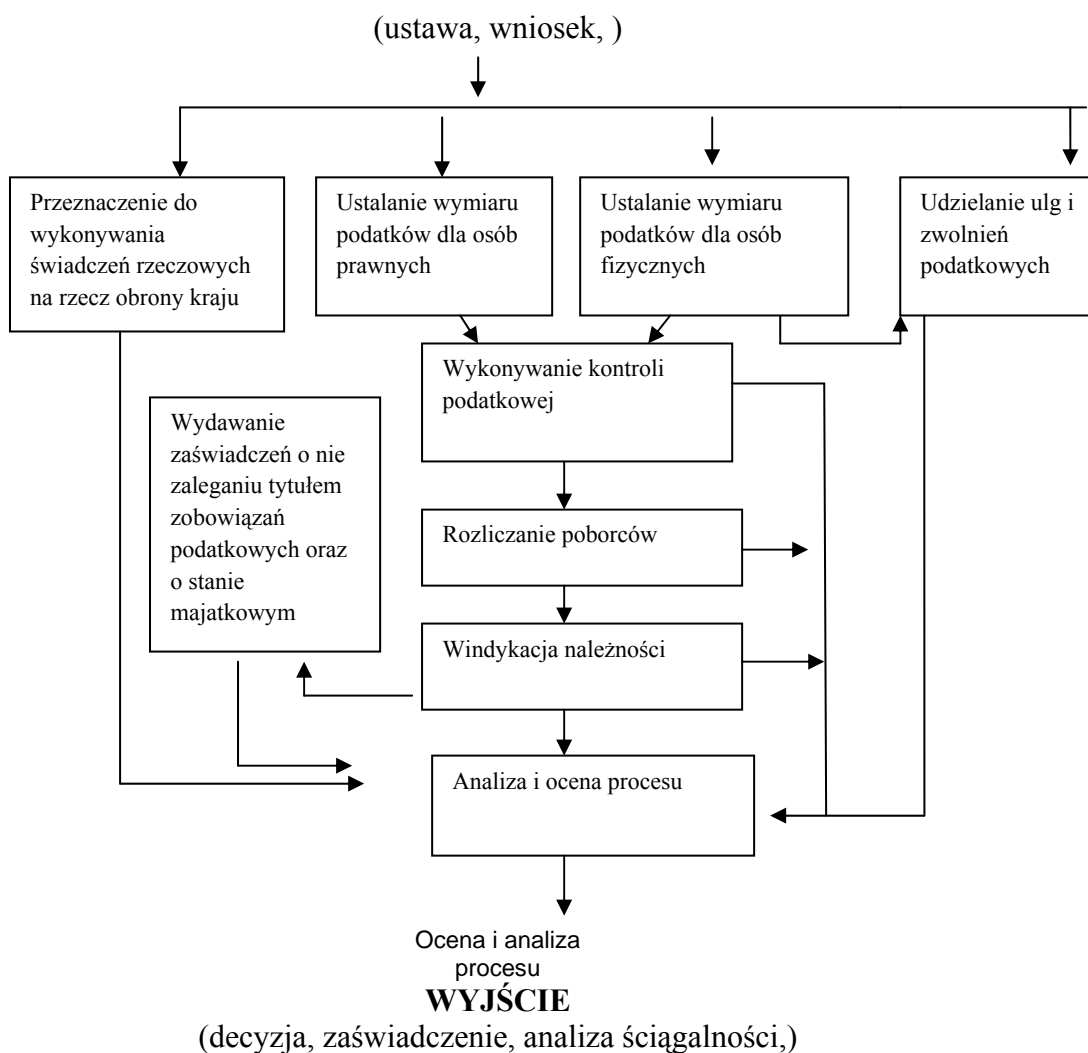 (ustawa, wniosek, )
Przeznaczenie do
wykonywania
świadczeń rzeczowych
na rzecz obrony kraju
Ustalanie wymiaru
podatków dla osób
prawnych
Ustalanie wymiaru
podatków dla osób
fizycznych
Udzielanie ulg i
zwolnień
podatkowych
Wykonywanie kontroli
podatkowej
Wydawanie
zaświadczeń o nie
zaleganiu tytułem
zobowiązań
podatkowych oraz
o stanie
majatkowym
Rozliczanie poborców
Windykacja należności
Analiza i ocena procesu
Ocena i analiza
procesu
WYJŚCIE
(decyzja, zaświadczenie, analiza ściągalności,)